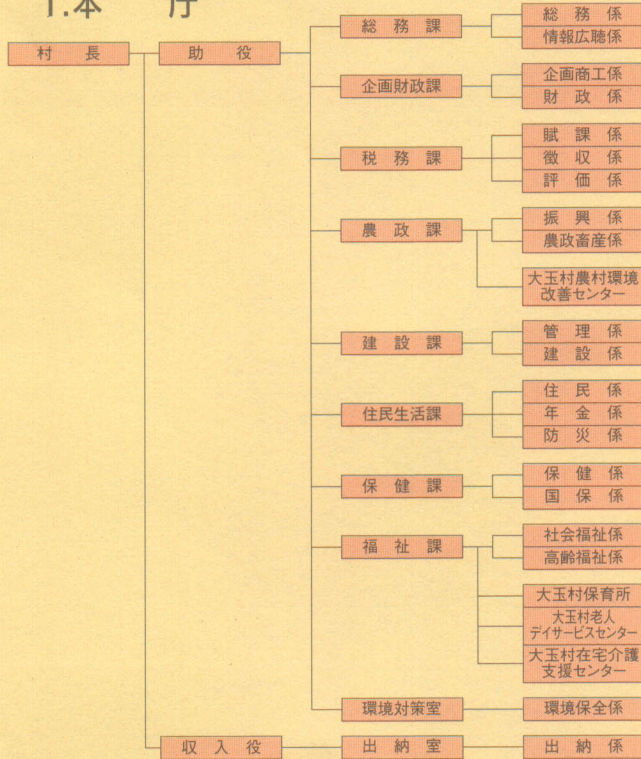 1.本 庁
村長
助役
総務課
総務係
情報広聴係
企画財政課
企画商工係
財政係
税務課
賦課係
徴収係
評価係
農政課
振興係
農政畜産係
大玉村農村環境
改善センター
建設課
管理係
建設係
住民生活課
住民係
年金係
防災係
保健課
保健係
国保係
福祉課
社会福祉係
高齢福祉係
大玉村保育所
大玉村老人
デイサービスセンター
大玉村在宅介護
支援センター
環境対策室
環境保全係
収入役
出納室
出納係